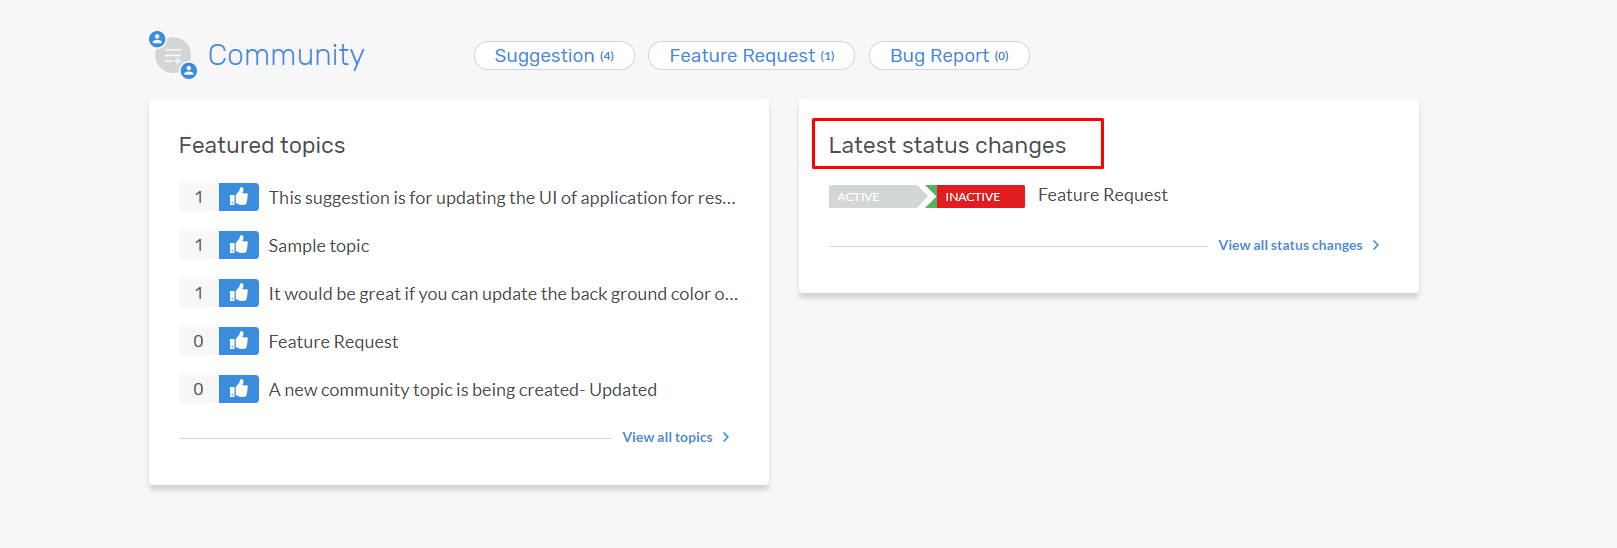 Community
Suggestion (4)
Feature Request (1)
Bug Report (0)
Featured topics
1 This suggestion is for updating the UI of application for res...
1 Sample topic
1 It would be great if you can update the back ground color o...
0 Feature Request
0 A new community topic is being created- Updated
View all topics
Latest status changes
ACTIVE INACTIVE Feature Request
View all status changes